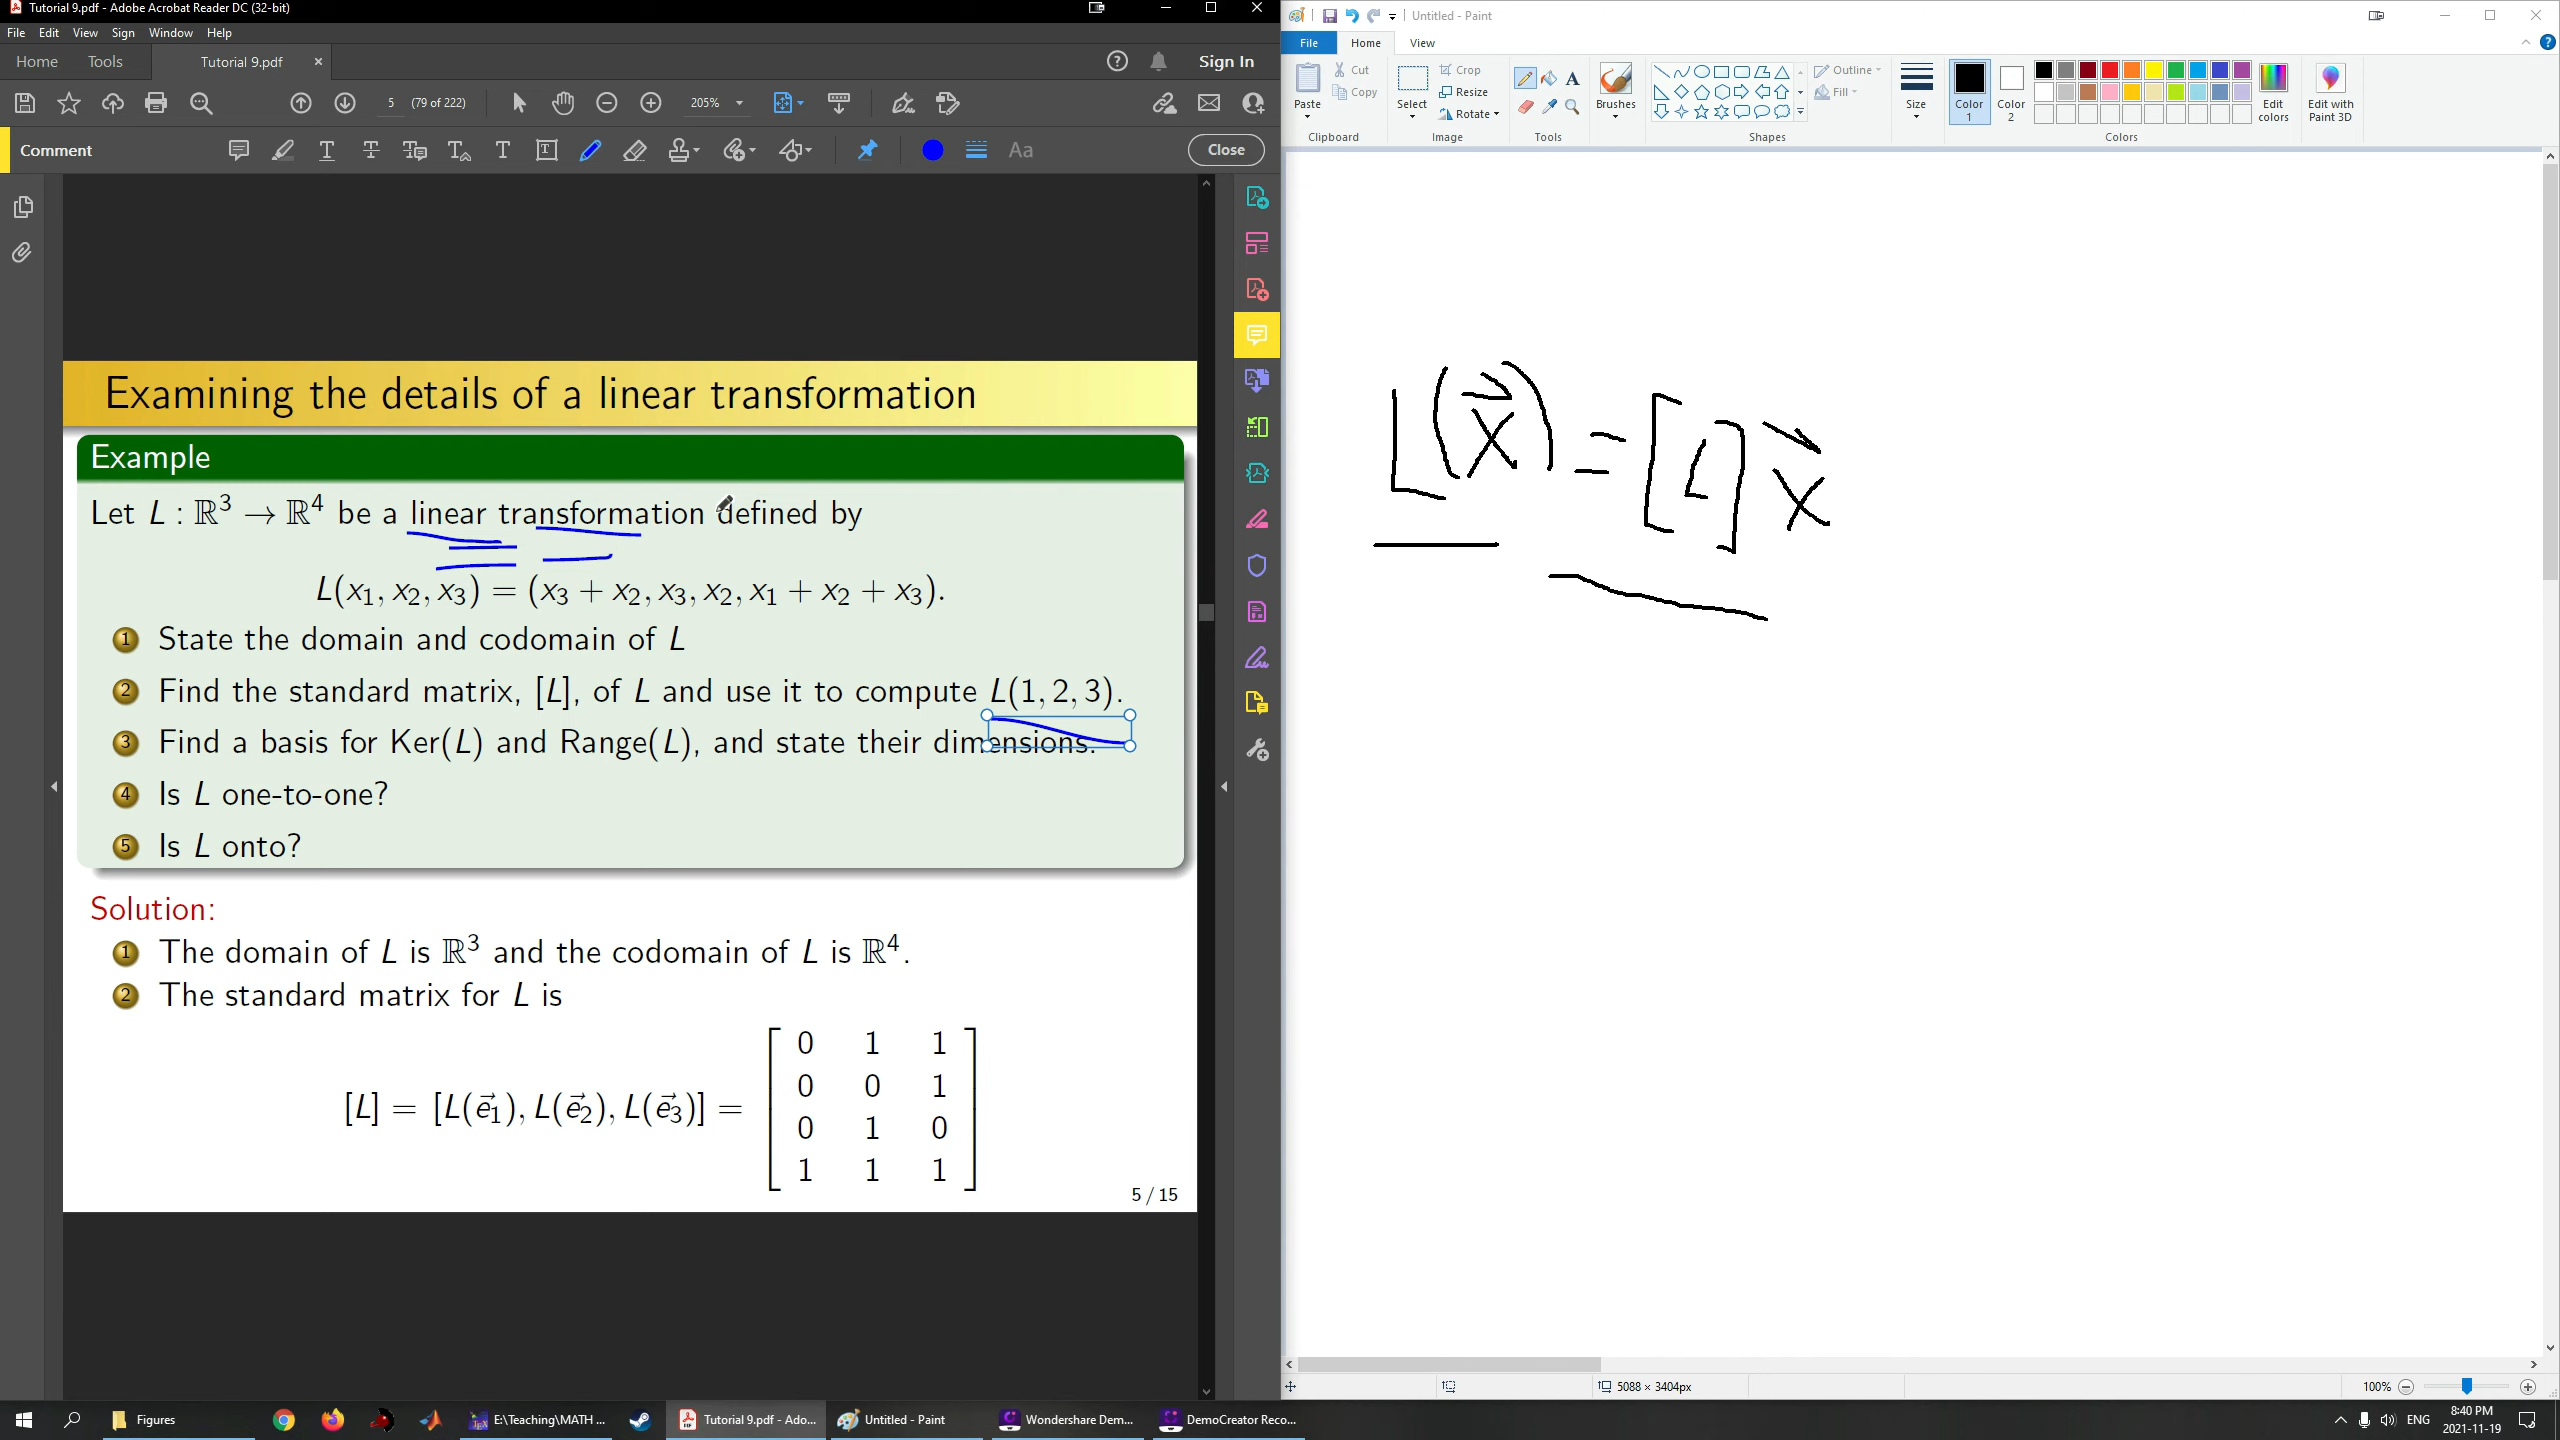 Tutorial 9.pdf - Adobe Acrobat Reader DC (32-bit)
File Edit View Sign Window Help
Home Tools Tutorial 9.pdf × Sign In
5 (79 of 222) 205%
Comment Aa Close
Examining the details of a linear transformation
Example
Let L : ℝ³ → ℝ⁴ be a linear transformation defined by
L(x₁, x₂, x₃) = (x₃ + x₂, x₃, x₂, x₁ + x₂ + x₃).
1 State the domain and codomain of L
2 Find the standard matrix, [L], of L and use it to compute L(1, 2, 3).
3 Find a basis for Ker(L) and Range(L), and state their dimensions.
4 Is L one-to-one?
5 Is L onto?
Solution:
1 The domain of L is ℝ³ and the codomain of L is ℝ⁴.
2 The standard matrix for L is
[L] = [L(e⃗₁), L(e⃗₂), L(e⃗₃)] =
0 1 1
0 0 1
0 1 0
1 1 1
5 / 15
Untitled - Paint
File Home View
Paste Cut Copy Select Crop Resize Rotate Brushes Outline Fill Size Color 1 Color 2 Edit colors Edit with Paint 3D
Clipboard Image Tools Shapes Colors
L(x⃗) = [L] x⃗
5088 × 3404px 100%
Figures E:\Teaching\MATH ... Tutorial 9.pdf - Ado... Untitled - Paint Wondershare Dem... DemoCreator Reco... ENG 8:40 PM
2021-11-19